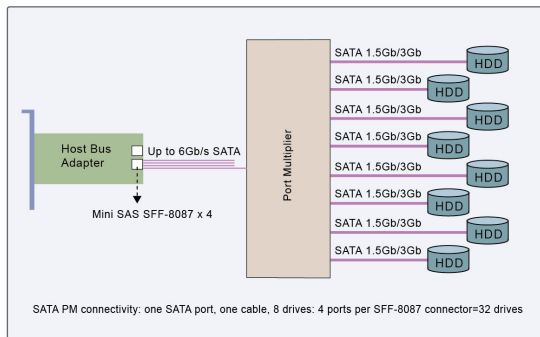 SATA 1.5Gb/3Gb
HDD
SATA 1.5Gb/3Gb
HDD
SATA 1.5Gb/3Gb
HDD
SATA 1.5Gb/3Gb
HDD
SATA 1.5Gb/3Gb
HDD
SATA 1.5Gb/3Gb
HDD
SATA 1.5Gb/3Gb
HDD
SATA 1.5Gb/3Gb
HDD
Host Bus
Adapter
Up to 6Gb/s SATA
Port Multiplier
Mini SAS SFF-8087 x 4
SATA PM connectivity: one SATA port, one cable, 8 drives: 4 ports per SFF-8087 connector=32 drives